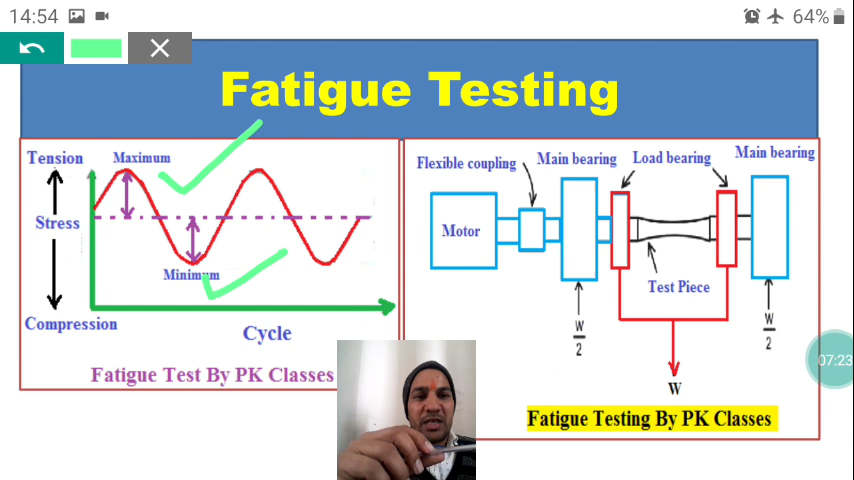 14:54
64%
Fatigue Testing
Tension
Maximum
Stress
Minimum
Compression
Cycle
Fatigue Test By PK Classes
Flexible coupling
Main bearing
Load bearing
Main bearing
Motor
Test Piece
W
2
W
2
W
Fatigue Testing By PK Classes
07:23